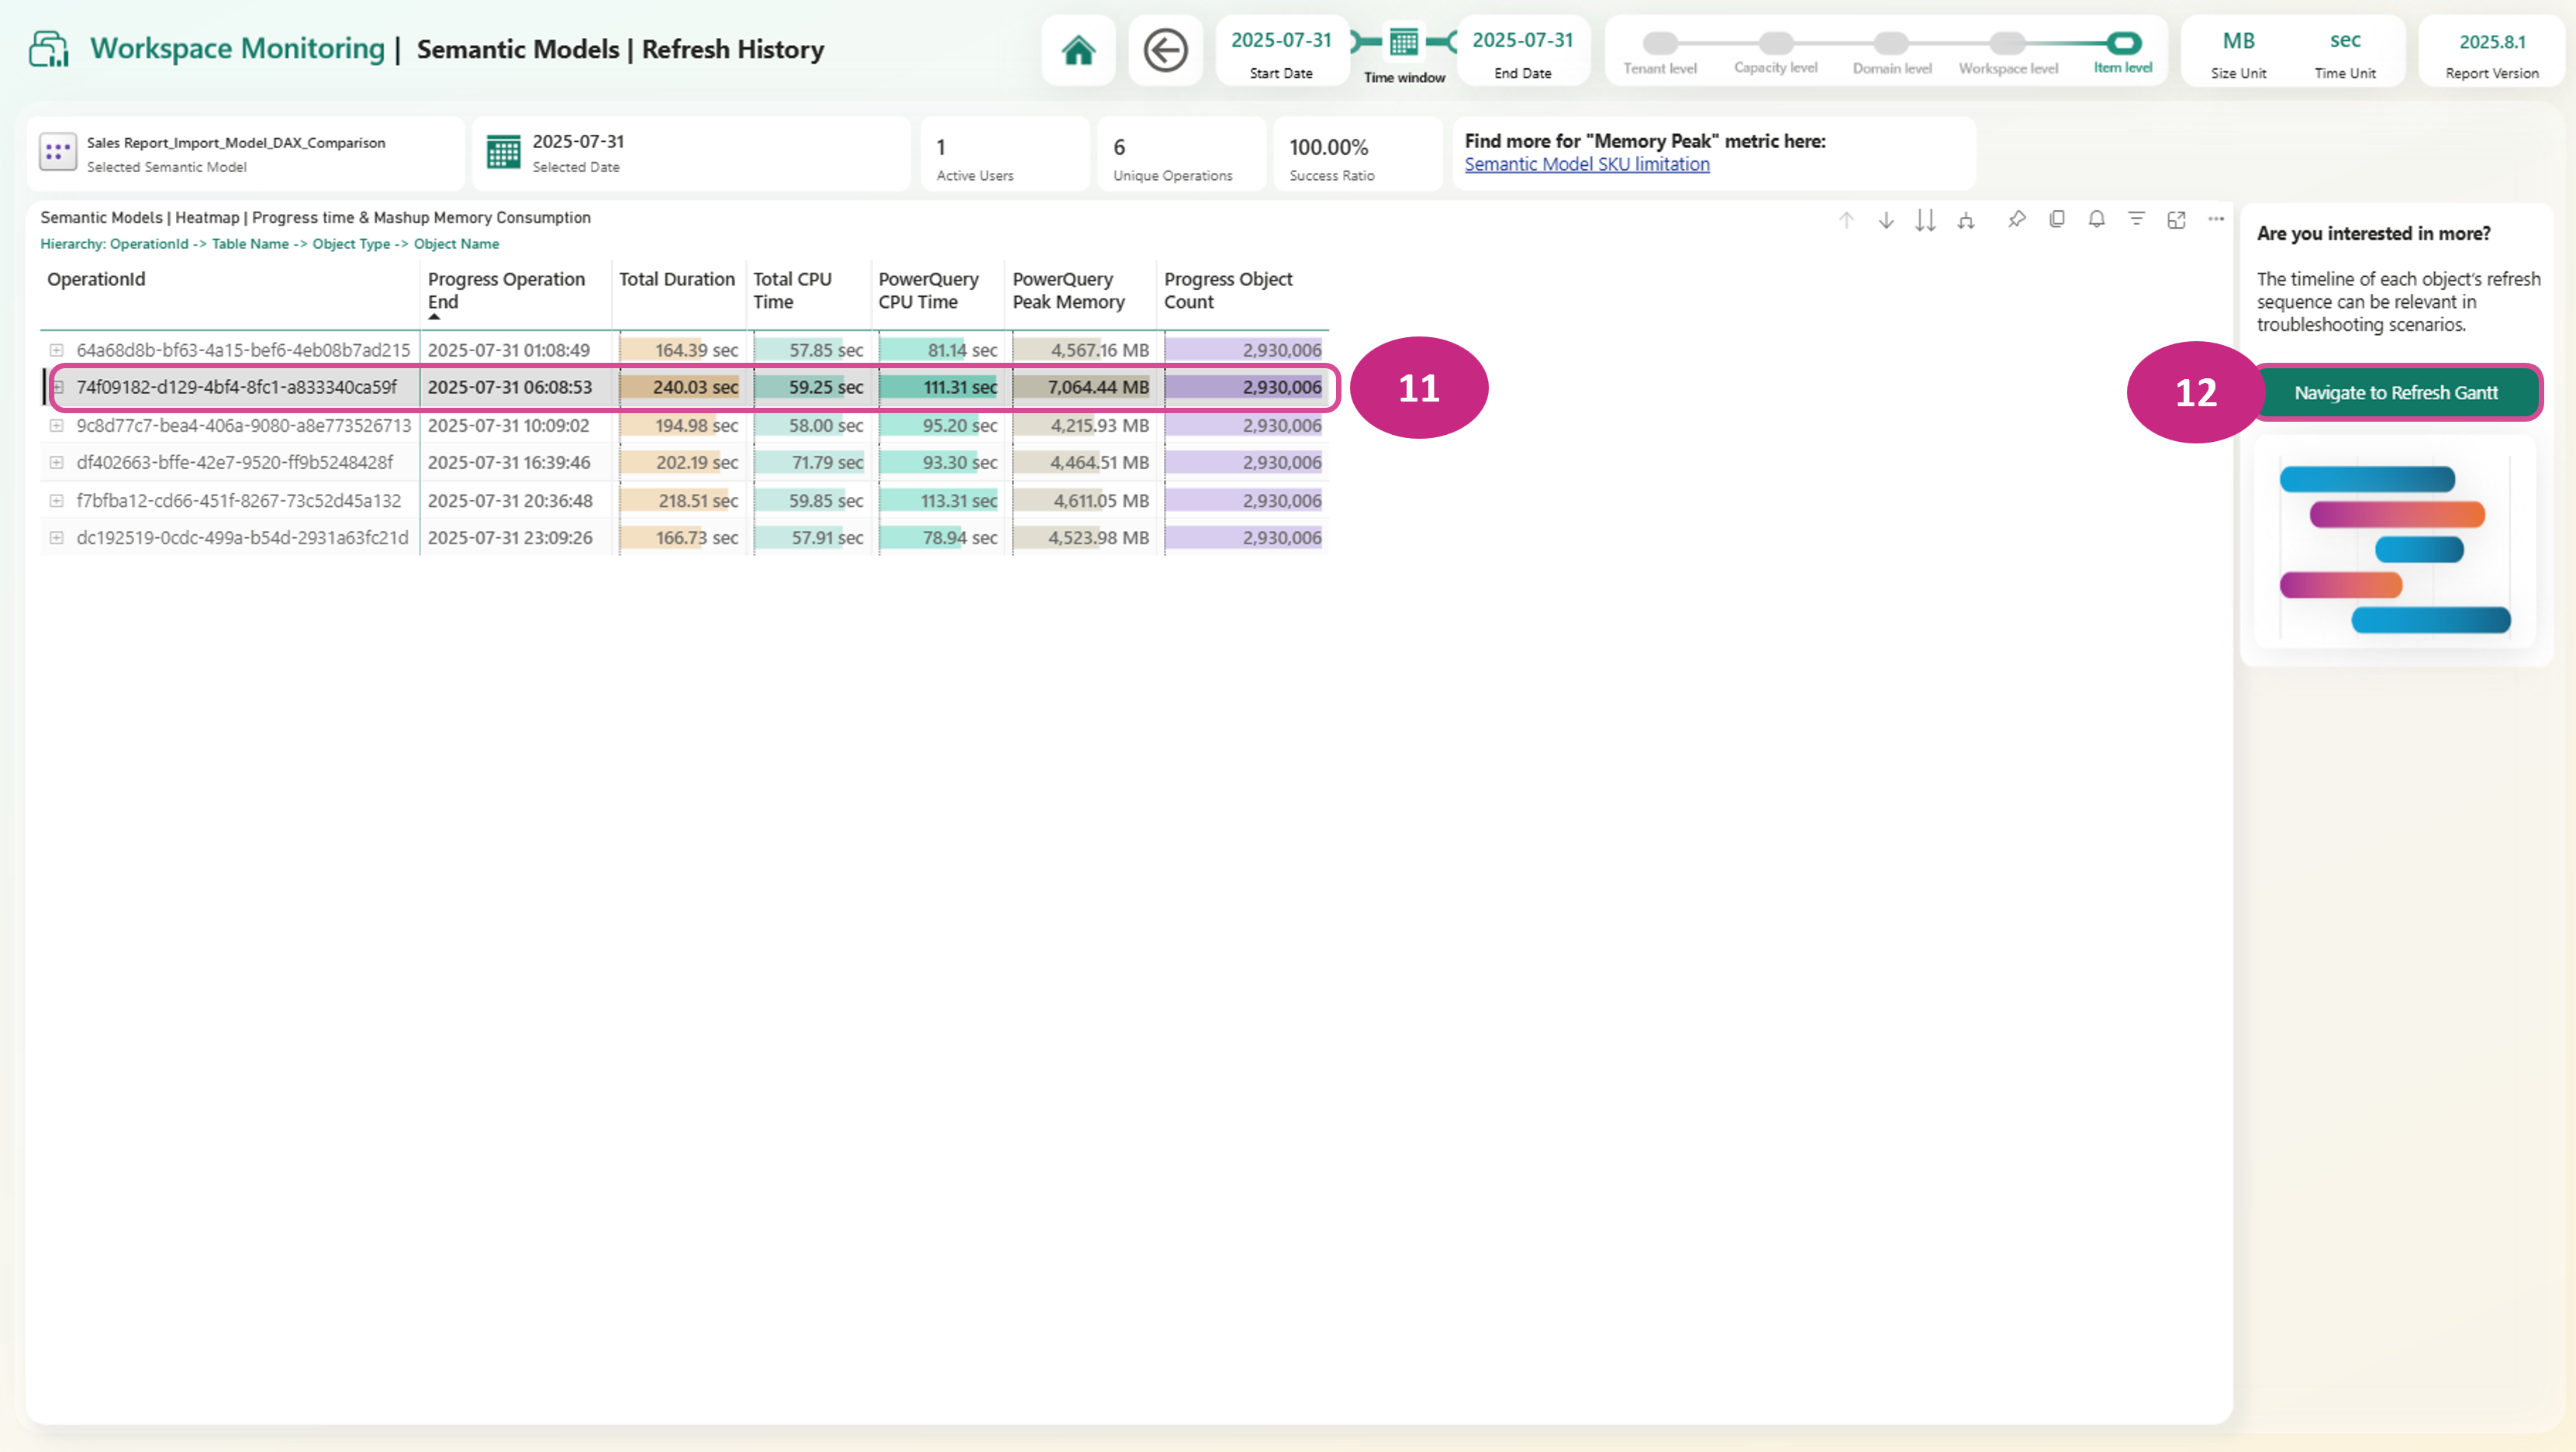 Workspace Monitoring | Semantic Models | Refresh History
2025-07-31
Start Date
Time window
2025-07-31
End Date
Tenant level
Capacity level
Domain level
Workspace level
Item level
MB
Size Unit
sec
Time Unit
2025.8.1
Report Version
Sales Report_Import_Model_DAX_Comparison
Selected Semantic Model
2025-07-31
Selected Date
1
Active Users
6
Unique Operations
100.00%
Success Ratio
Find more for "Memory Peak" metric here:
Semantic Model SKU limitation
Semantic Models | Heatmap | Progress time & Mashup Memory Consumption
Hierarchy: OperationId -> Table Name -> Object Type -> Object Name
OperationId Progress Operation End Total Duration Total CPU Time PowerQuery CPU Time PowerQuery Peak Memory Progress Object Count
64a68d8b-bf63-4a15-bef6-4eb08b7ad215 2025-07-31 01:08:49 164.39 sec 57.85 sec 81.14 sec 4,567.16 MB 2,930,006
74f09182-d129-4bf4-8fc1-a833340ca59f 2025-07-31 06:08:53 240.03 sec 59.25 sec 111.31 sec 7,064.44 MB 2,930,006
9c8d77c7-bea4-406a-9080-a8e773526713 2025-07-31 10:09:02 194.98 sec 58.00 sec 95.20 sec 4,215.93 MB 2,930,006
df402663-bffe-42e7-9520-ff9b5248428f 2025-07-31 16:39:46 202.19 sec 71.79 sec 93.30 sec 4,464.51 MB 2,930,006
f7bfba12-cd66-451f-8267-73c52d45a132 2025-07-31 20:36:48 218.51 sec 59.85 sec 113.31 sec 4,611.05 MB 2,930,006
dc192519-0cdc-499a-b54d-2931a63fc21d 2025-07-31 23:09:26 166.73 sec 57.91 sec 78.94 sec 4,523.98 MB 2,930,006
11
Are you interested in more?
The timeline of each object's refresh
sequence can be relevant in
troubleshooting scenarios.
12
Navigate to Refresh Gantt